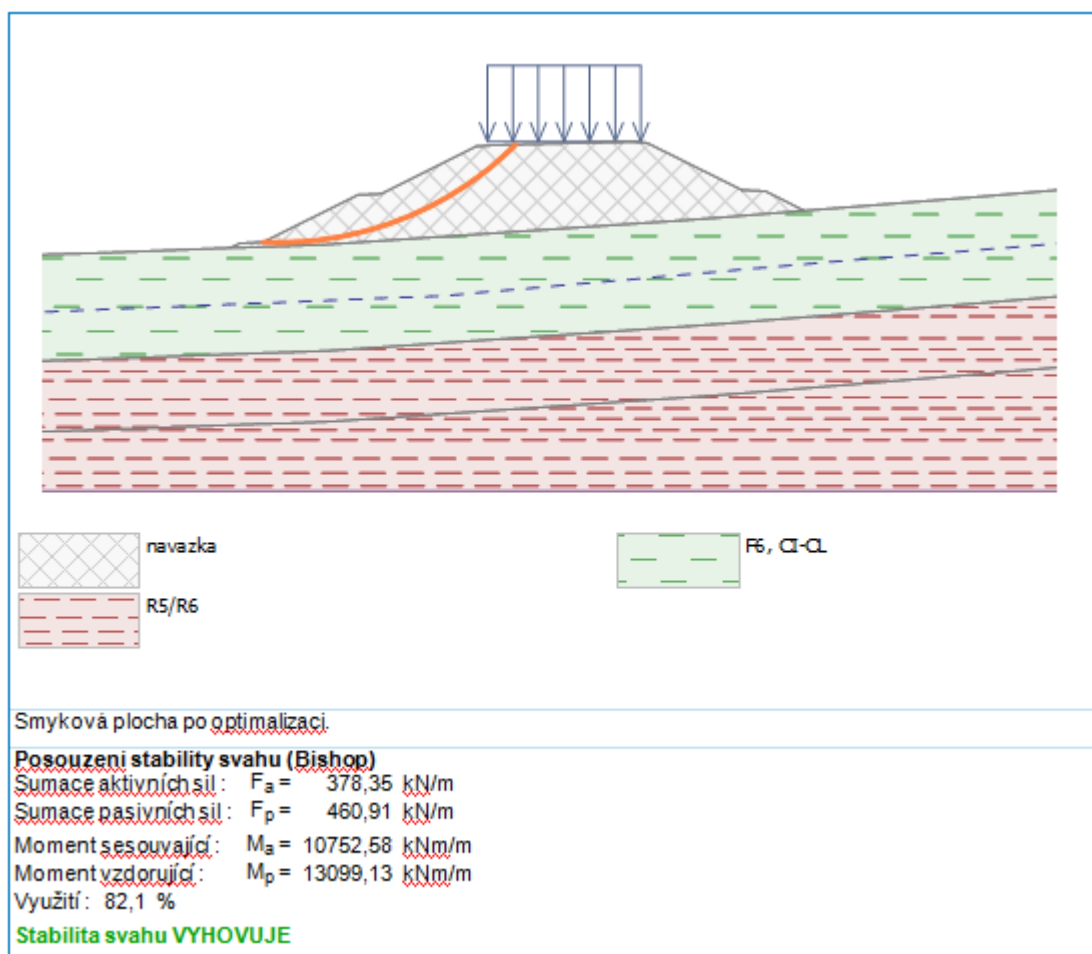 navazka
F6, CI-CL
R5/R6
Smyková plocha po optimalizaci.
Posouzení stability svahu (Bishop)
Sumace aktivních sil : Fa = 378,35 kN/m
Sumace pasivních sil : Fp = 460,91 kN/m
Moment sesouvající : Ma = 10752,58 kNm/m
Moment vzdorující : Mp = 13099,13 kNm/m
Využití : 82,1 %
Stabilita svahu VYHOVUJE